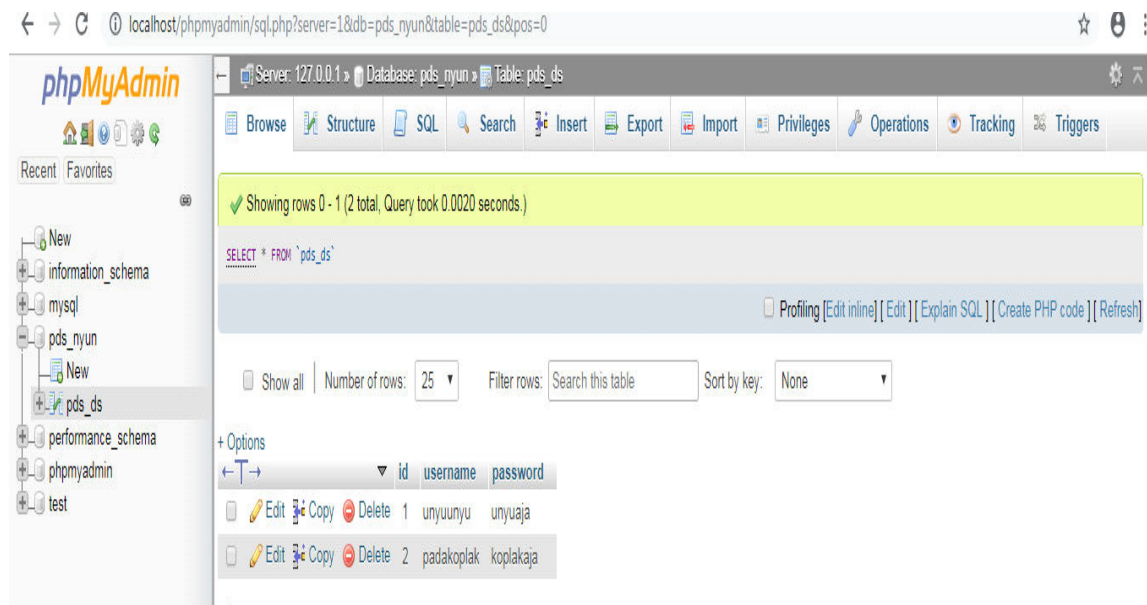 localhost/phpmyadmin/sql.php?server=1&db=pds_nyun&table=pds_ds&pos=0
phpMyAdmin
Recent Favorites
New
information_schema
mysql
pds_nyun
New
pds_ds
performance_schema
phpmyadmin
test
Server: 127.0.0.1 » Database: pds_nyun » Table: pds_ds
Browse Structure SQL Search Insert Export Import Privileges Operations Tracking Triggers
Showing rows 0 - 1 (2 total, Query took 0.0020 seconds.)
SELECT * FROM `pds_ds`
Profiling [Edit inline] [ Edit ] [ Explain SQL ] [ Create PHP code ] [ Refresh]
Show all | Number of rows: 25 Filter rows: Search this table Sort by key: None
+ Options
←T→ ▼ id username password
Edit Copy Delete 1 unyuunyu unyuaja
Edit Copy Delete 2 padakoplak koplakaja